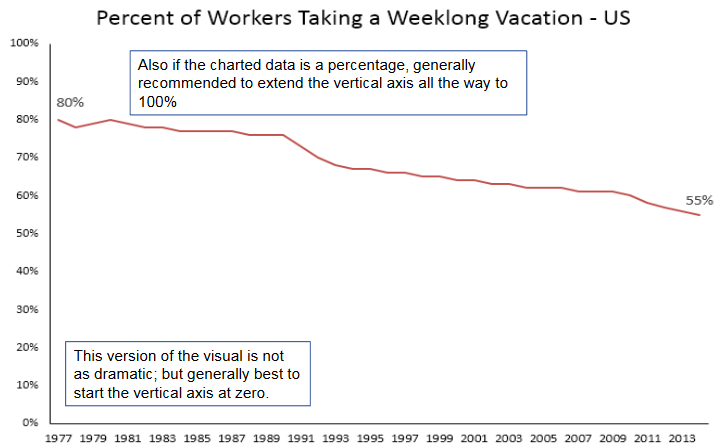 Percent of Workers Taking a Weeklong Vacation - US
100%
Also if the charted data is a percentage, generally
recommended to extend the vertical axis all the way to
100%
90%
80%
80%
70%
60%
55%
50%
40%
30%
20%
This version of the visual is not
as dramatic; but generally best to
start the vertical axis at zero.
10%
0%
1977 1979 1981 1983 1985 1987 1989 1991 1993 1995 1997 1999 2001 2003 2005 2007 2009 2011 2013